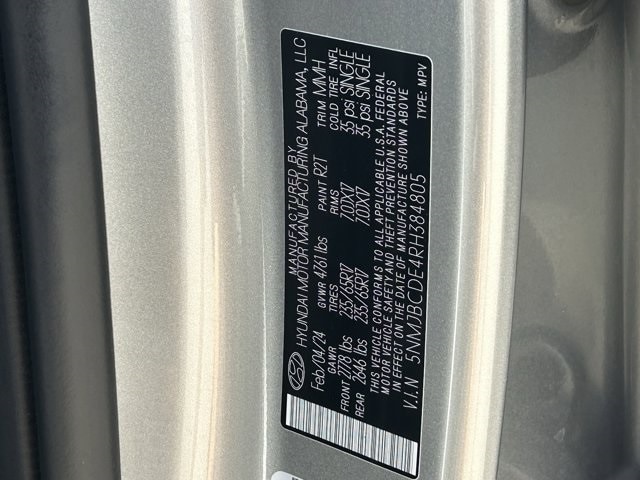 MANUFACTURED BY
HYUNDAI MOTOR MANUFACTURING ALABAMA, LLC
Feb/04/24 GVWR 4761 lbs PAINT R2T TRIM MMH
GAWR TIRES RIMS COLD TIRE INFL
FRONT 2778 lbs 235/65R17 7.0JX17 35 psi SINGLE
REAR 2646 lbs 235/65R17 7.0JX17 35 psi SINGLE
THIS VEHICLE CONFORMS TO ALL APPLICABLE U.S.A. FEDERAL
MOTOR VEHICLE SAFETY AND THEFT PREVENTION STANDARDS
IN EFFECT ON THE DATE OF MANUFACTURE SHOWN ABOVE
V.I.N 5NMJBCDE4RH384805 TYPE: MPV